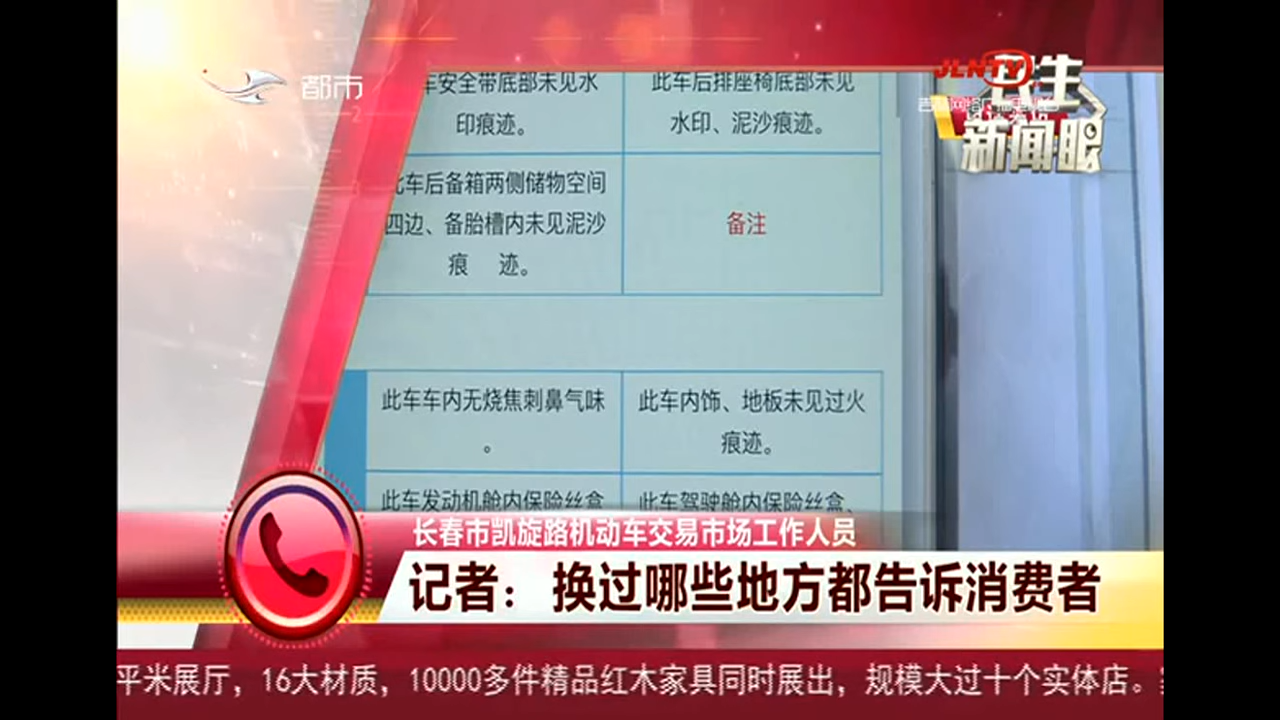 都市
JLNTV
新闻眼
车安全带底部未见水
印痕迹。
此车后排座椅底部未见
水印、泥沙痕迹。
此车后备箱两侧储物空间
四边、备胎槽内未见泥沙
痕 迹。
备注
此车车内无烧焦刺鼻气味
。
此车内饰、地板未见过火
痕迹。
此车发动机舱内保险丝盒
此车驾驶舱内保险丝盒、
长春市凯旋路机动车交易市场工作人员
记者：换过哪些地方都告诉消费者
平米展厅，16大材质，10000多件精品红木家具同时展出，规模大过十个实体店。